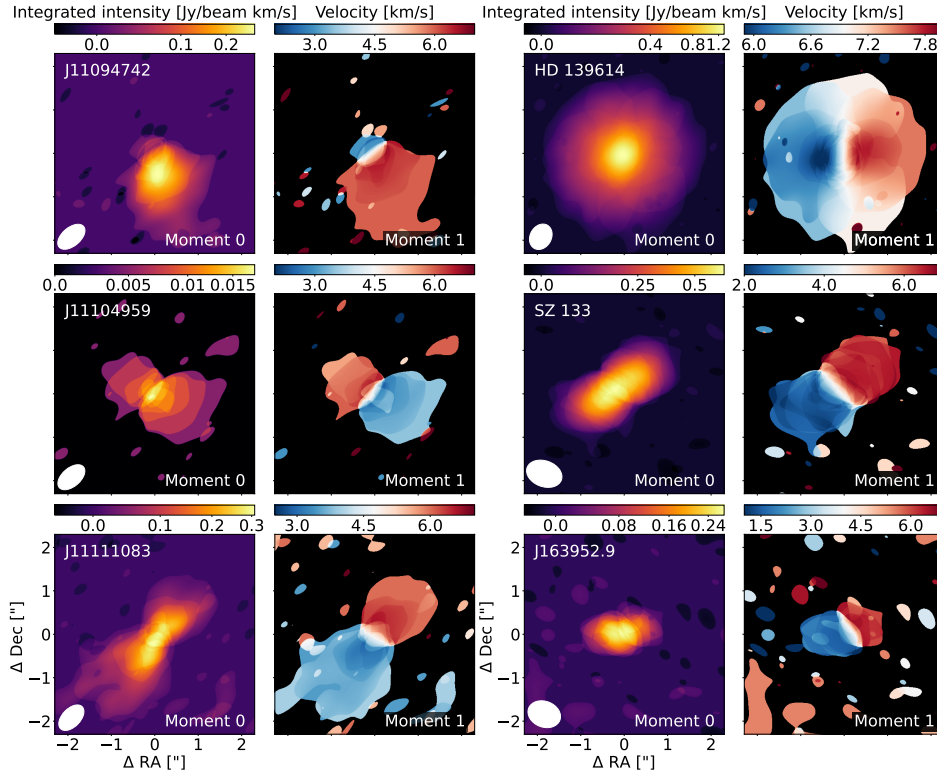 Integrated intensity [Jy/beam km/s] Velocity [km/s] Integrated intensity [Jy/beam km/s] Velocity [km/s]
0.0 0.1 0.2 3.0 4.5 6.0 0.0 0.4 0.8 1.2 6.0 6.6 7.2 7.8
J11094742 HD 139614
Moment 0 Moment 1 Moment 0 Moment 1
0.0 0.005 0.010 0.015 3.0 4.5 6.0 0.0 0.25 0.5 2.0 4.0 6.0
J11104959 SZ 133
Moment 0 Moment 1 Moment 0 Moment 1
0.0 0.1 0.2 0.3 3.0 4.5 6.0 0.0 0.08 0.16 0.24 1.5 3.0 4.5 6.0
J11111083 J163952.9
2
1
0
−1
−2
Δ Dec ["] Δ Dec ["]
Moment 0 Moment 1 Moment 0 Moment 1
−2 −1 0 1 2 −2 −1 0 1 2
Δ RA ["] Δ RA ["]